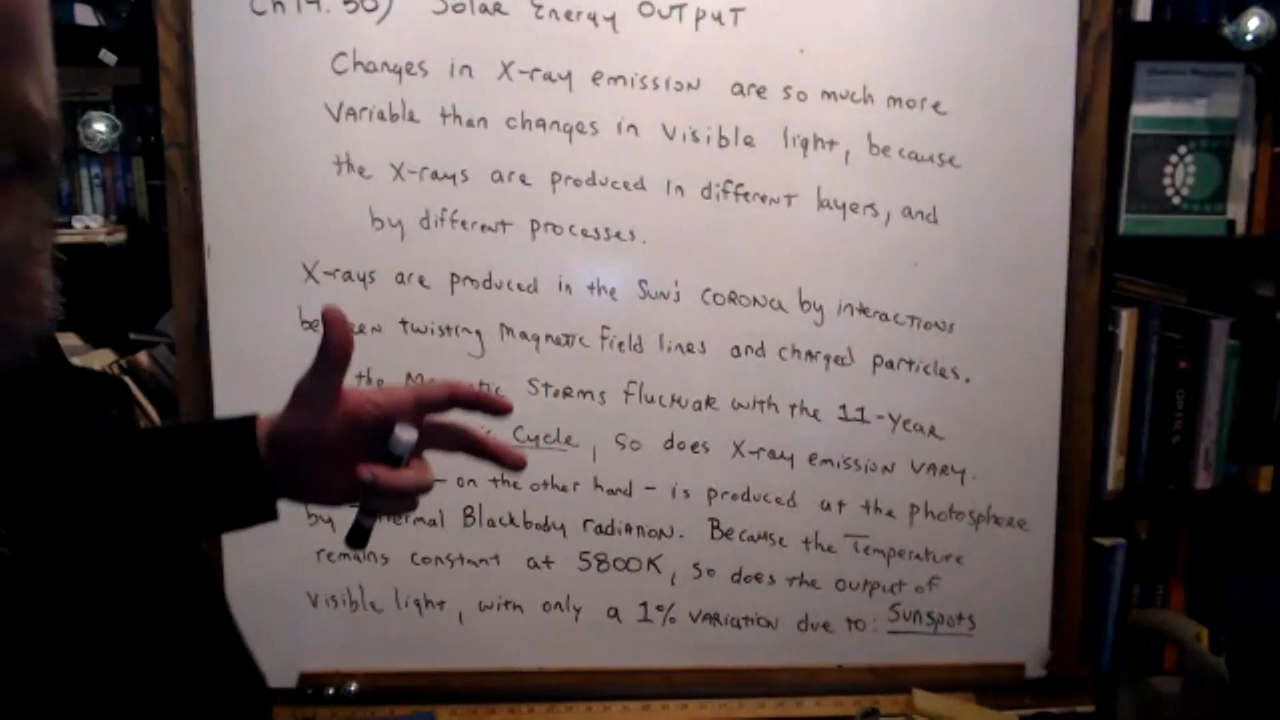 Ch 14. 50) Solar Energy OUTPUT
Changes in X-ray emission are so much more
Variable than changes in visible light, because
the X-rays are produced in different layers, and
by different processes.
X-rays are produced in the Sun's CORONa by interactions
twisting Magnetic field lines and charged particles.
the Storms fluctuate with the 11-Year
Cycle, so does X-ray emission VARY.
- on the other hand - is produced at the photosphere
by Blackbody radiation. Because the Temperature
remains constant at 5800K, so does the output of
Visible light, with only a 1% VARIATION due to: Sunspots
OPTICS